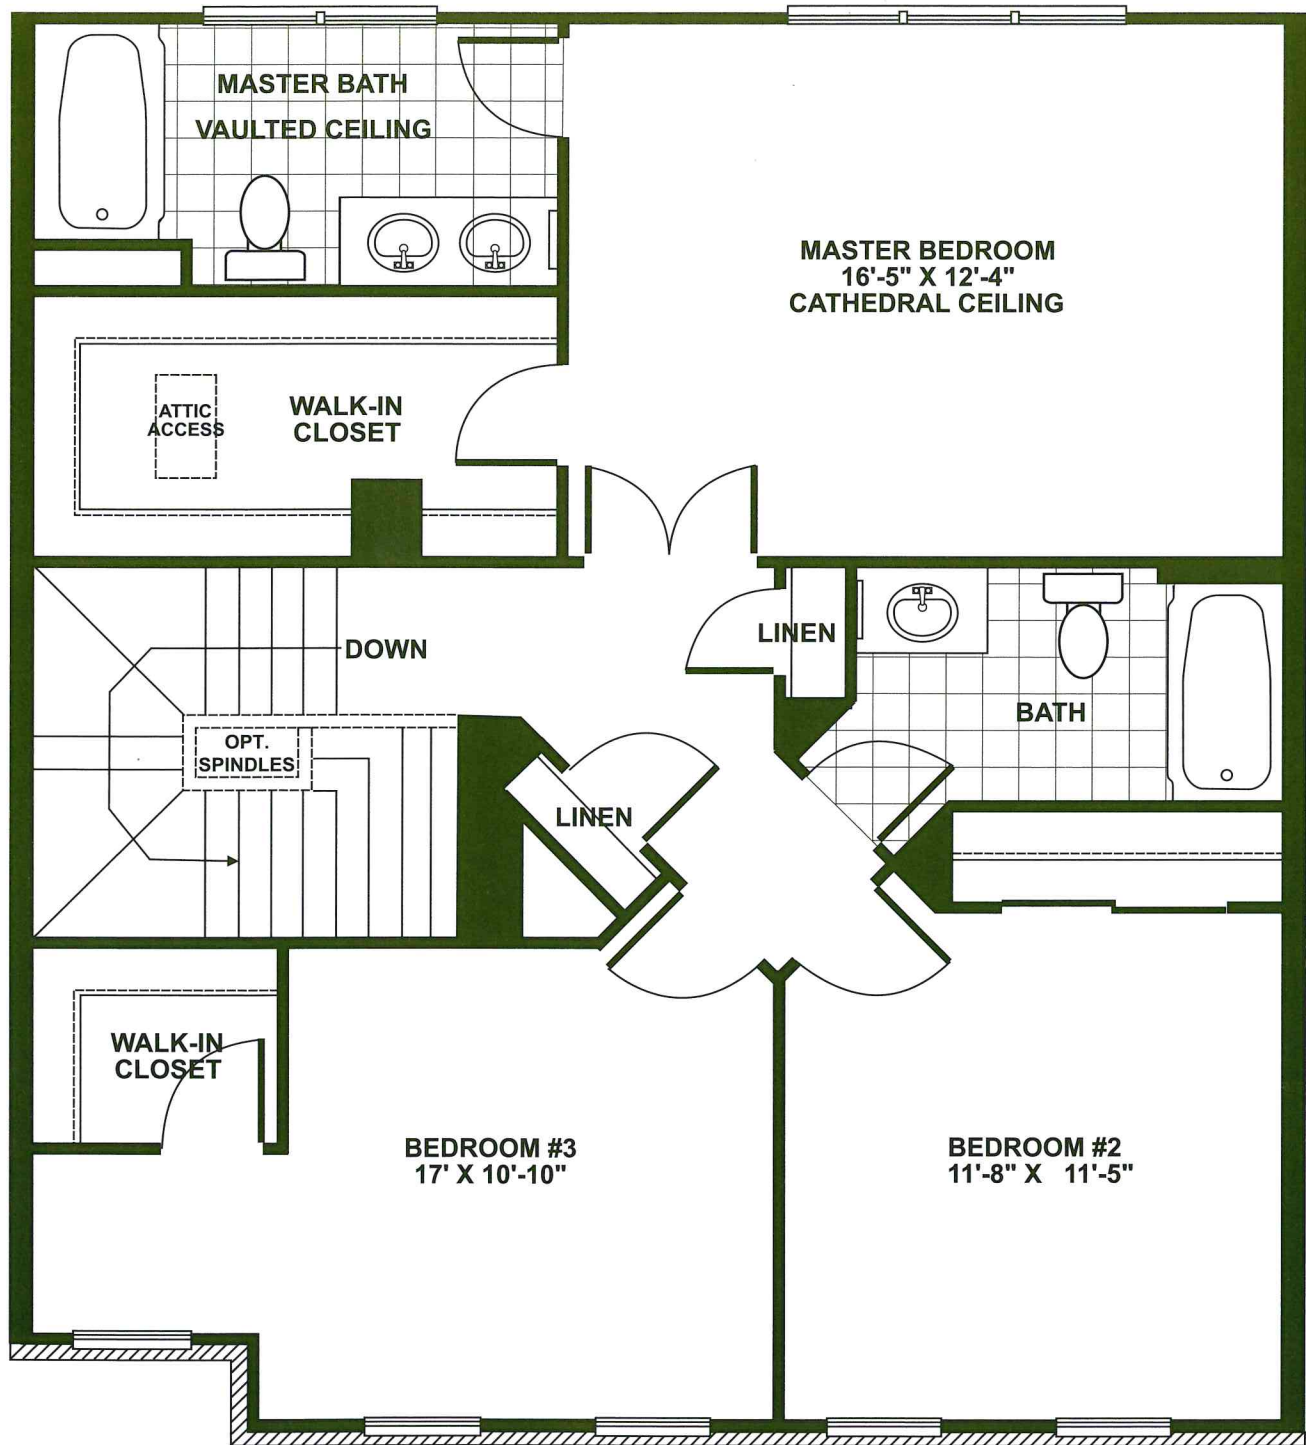 MASTER BATH
VAULTED CEILING
MASTER BEDROOM
16'-5" X 12'-4"
CATHEDRAL CEILING
ATTIC
ACCESS
WALK-IN
CLOSET
DOWN
LINEN
BATH
OPT.
SPINDLES
LINEN
WALK-IN
CLOSET
BEDROOM #3
17' X 10'-10"
BEDROOM #2
11'-8" X 11'-5"